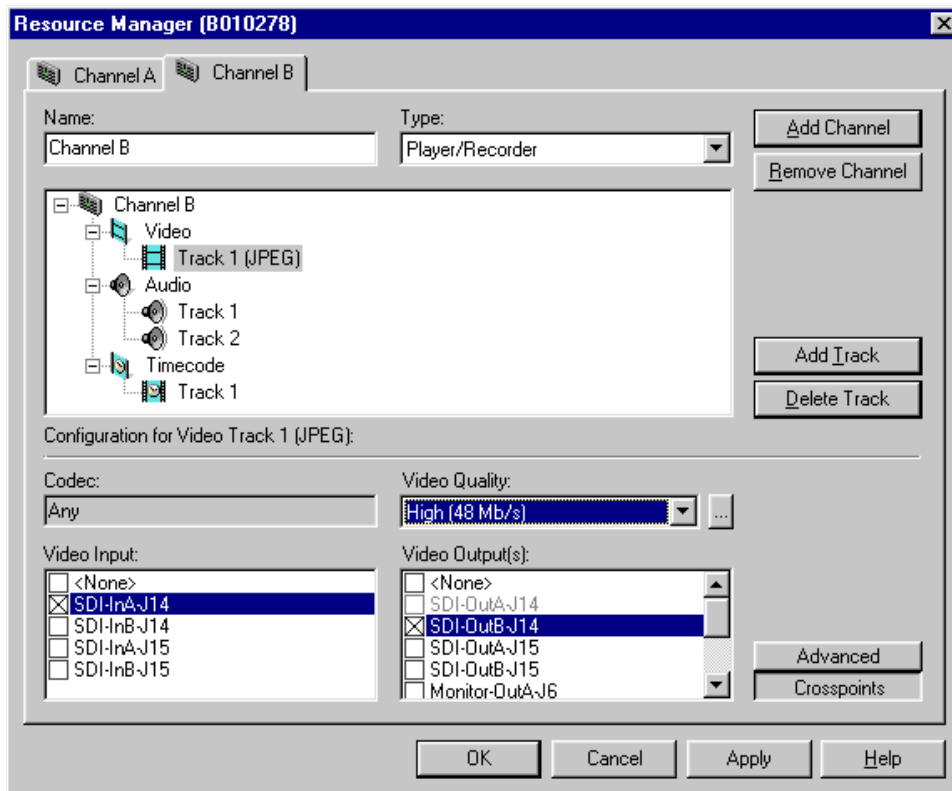 Resource Manager (B010278)
Channel A
Channel B
Name:
Type:
Channel B
Player/Recorder
Add Channel
Remove Channel
Channel B
Video
Track 1 (JPEG)
Audio
Track 1
Track 2
Timecode
Track 1
Add Track
Delete Track
Configuration for Video Track 1 (JPEG):
Codec:
Video Quality:
Any
High (48 Mb/s)
...
Video Input:
Video Output(s):
<None>
SDI-InA-J14
SDI-InB-J14
SDI-InA-J15
SDI-InB-J15
<None>
SDI-OutA-J14
SDI-OutB-J14
SDI-OutA-J15
SDI-OutB-J15
Monitor-OutA-J6
Advanced
Crosspoints
OK
Cancel
Apply
Help